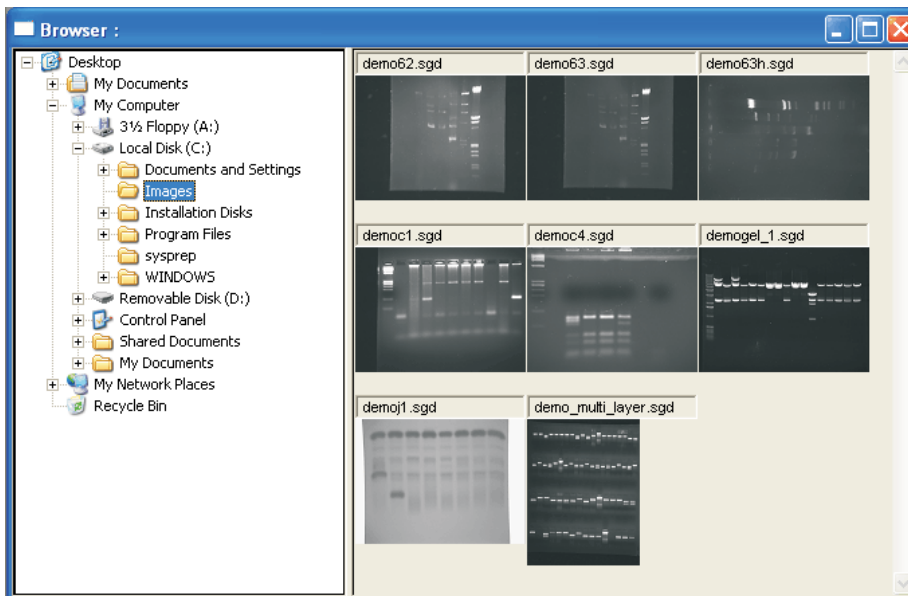 Browser :
Desktop
My Documents
My Computer
3½ Floppy (A:)
Local Disk (C:)
Documents and Settings
Images
Installation Disks
Program Files
sysprep
WINDOWS
Removable Disk (D:)
Control Panel
Shared Documents
My Documents
My Network Places
Recycle Bin
demo62.sgd
demo63.sgd
demo63h.sgd
democ1.sgd
democ4.sgd
demogel_1.sgd
demoj1.sgd
demo_multi_layer.sgd